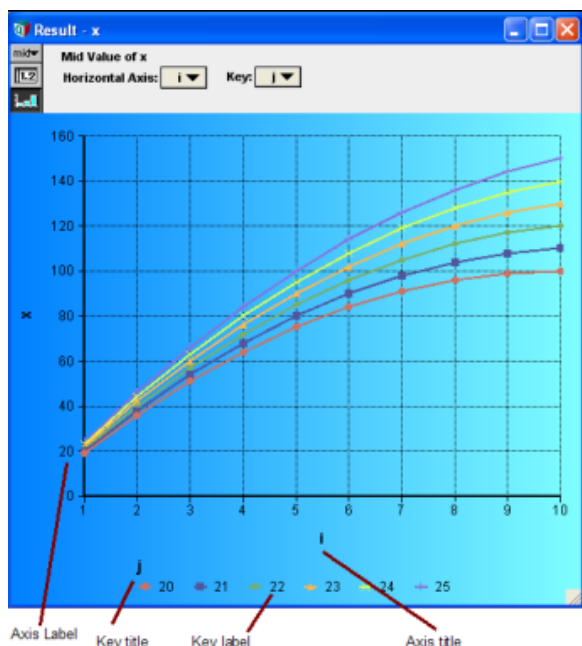 Result - x
mid
Mid Value of x
Horizontal Axis: i Key: j
160
140
120
100
x
80
60
40
20
0
1 2 3 4 5 6 7 8 9 10
i
j
20 21 22 23 24 25
Axis Label Key title Key label Axis title